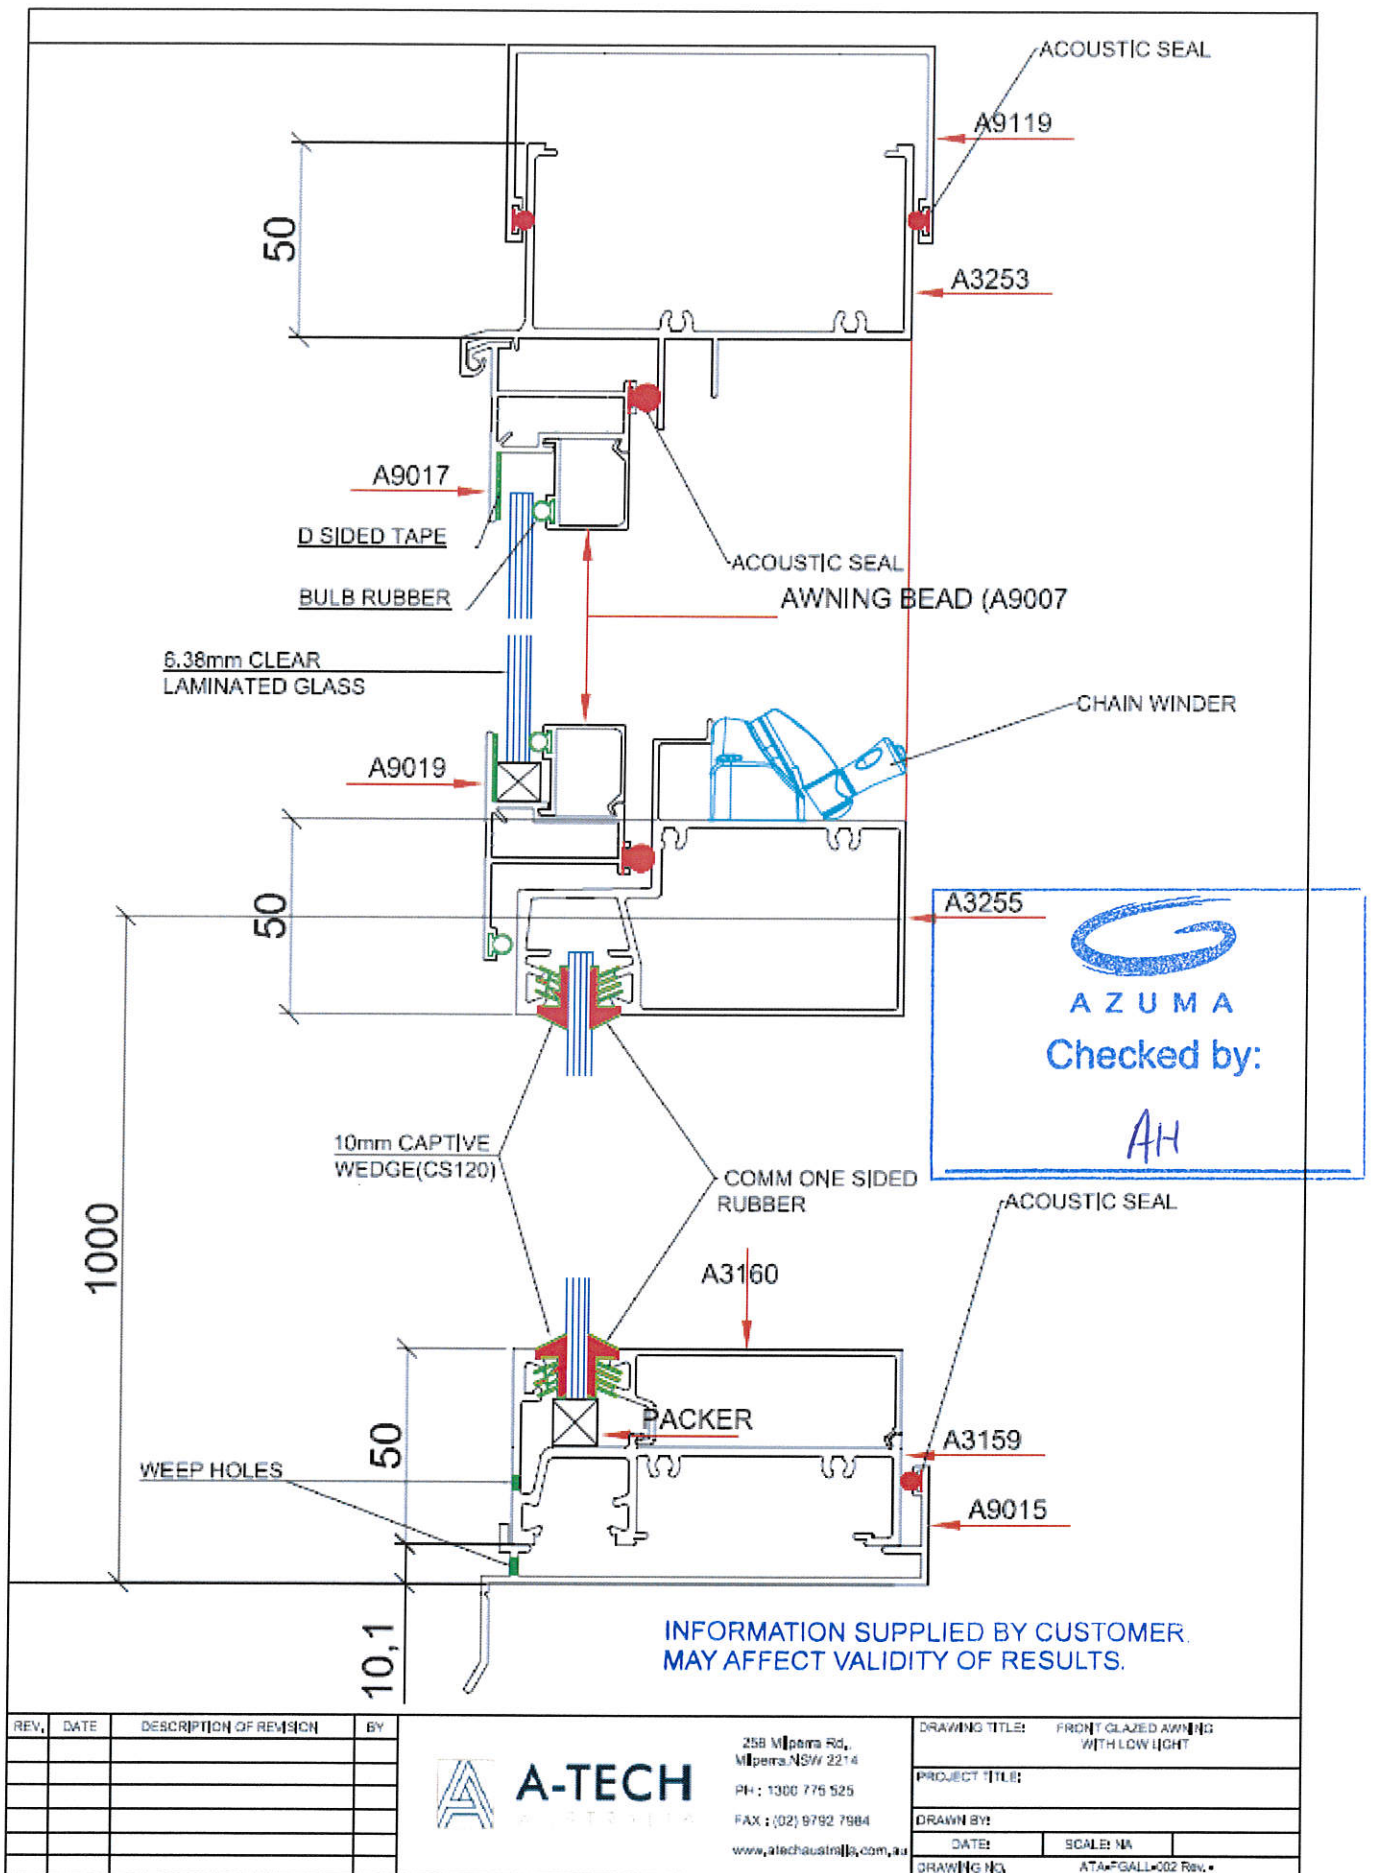 ACOUSTIC SEAL
A9119
50
A3253
A9017
D SIDED TAPE
ACOUSTIC SEAL
BULB RUBBER
AWNING BEAD (A9007
6.38mm CLEAR
LAMINATED GLASS
CHAIN WINDER
A9019
50
A3255
AZUMA
Checked by:
AH
10mm CAPTIVE
WEDGE(CS120)
COMM ONE SIDED
RUBBER
ACOUSTIC SEAL
1000
A3160
50
PACKER
A3159
WEEP HOLES
A9015
10,1
INFORMATION SUPPLIED BY CUSTOMER.
MAY AFFECT VALIDITY OF RESULTS.
REV. DATE DESCRIPTION OF REVISION BY
A-TECH
AUSTRALIA
258 Milperra Rd.,
Milperra,NSW 2214
PH : 1300 775 525
FAX : (02) 9792 7984
www.atechaustralia.com.au
DRAWING TITLE: FRONT GLAZED AWNING
WITH LOW LIGHT
PROJECT TITLE:
DRAWN BY:
DATE: SCALE: NA
DRAWING NO. ATA-FGALL-002 Rev. -